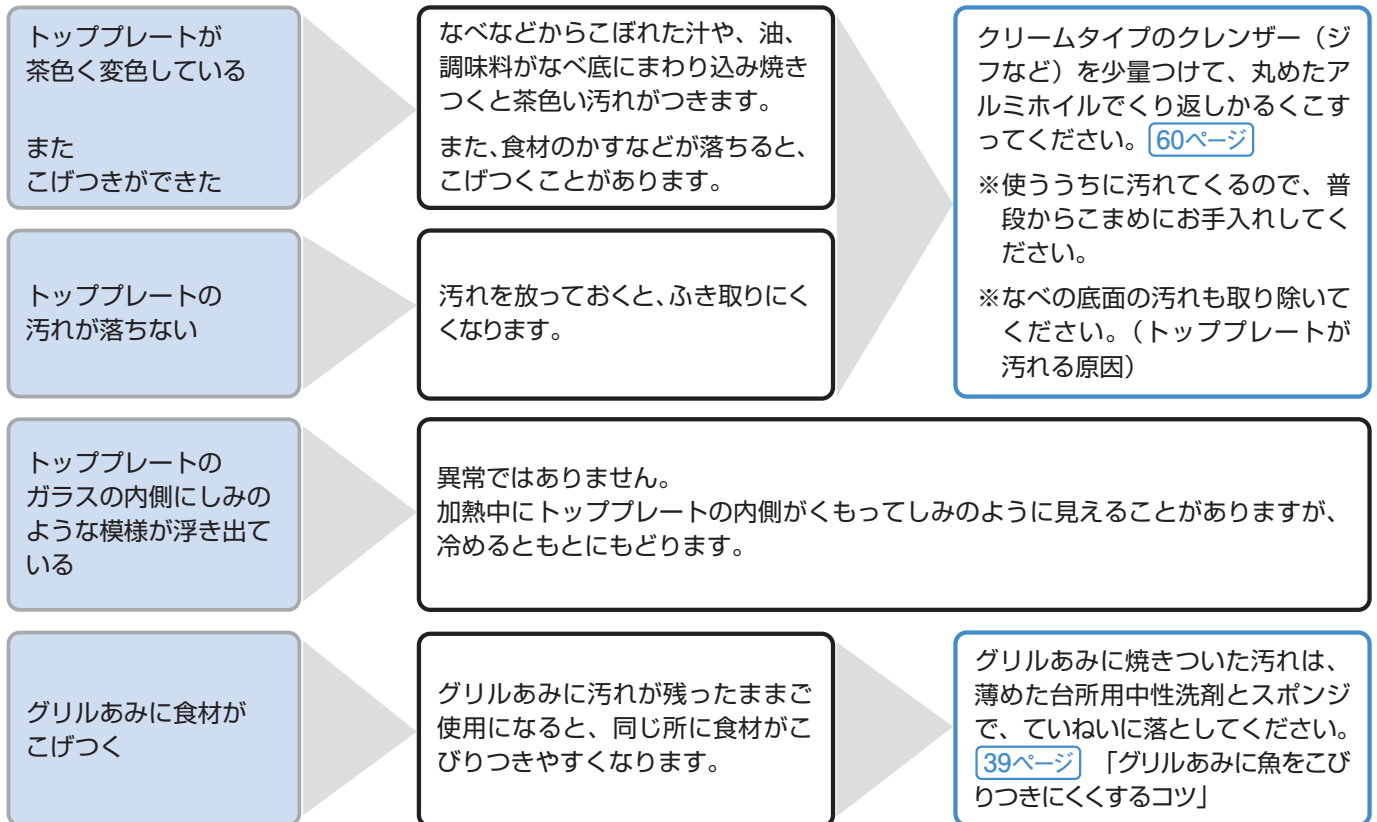 トッププレートが
茶色く変色している
また
こげつきができた
なべなどからこぼれた汁や、油、
調味料がなべ底にまわり込み焼き
つくと茶色い汚れがつきます。
また、食材のかすなどが落ちると、
こげつくことがあります。
クリームタイプのクレンザー（ジ
フなど）を少量つけて、丸めたア
ルミホイルでくり返しかるくこす
ってください。 60ページ
※使ううちに汚れてくるので、普
段からこまめにお手入れしてく
ださい。
※なべの底面の汚れも取り除いて
ください。（トッププレートが
汚れる原因）
トッププレートの
汚れが落ちない
汚れを放っておくと、ふき取りにく
くなります。
トッププレートの
ガラスの内側にしみの
ような模様が浮き出て
いる
異常ではありません。
加熱中にトッププレートの内側がくもってしみのように見えることがありますが、
冷めるともとにもどります。
グリルあみに食材が
こげつく
グリルあみに汚れが残ったままご
使用になると、同じ所に食材がこ
びりつきやすくなります。
グリルあみに焼きついた汚れは、
薄めた台所用中性洗剤とスポンジ
で、ていねいに落としてください。
39ページ 「グリルあみに魚をこび
りつきにくくするコツ」